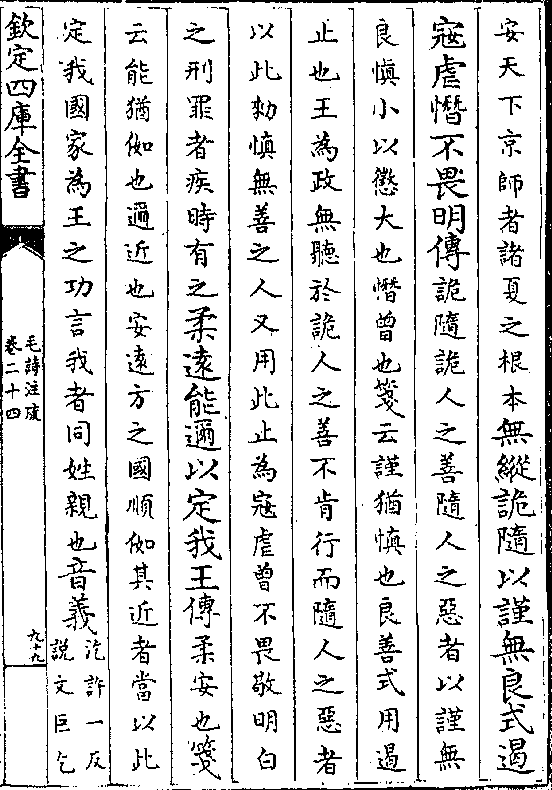 安天下京師者諸夏之根本無縱詭隨以謹無良式遏
寇虐憯不畏明傳詭隨詭人之善隨人之惡者以謹無
良慎小以懲大也憯曾也箋云謹猶慎也良善式用遏
止也王為政無聽於詭人之善不肯行而隨人之惡者
以此勑慎無善之人又用此止為寇虐曾不畏敬明白
之刑罪者疾時有之柔遠能邇以定我王傳柔安也箋
云能猶伽也邇近也安遠方之國順伽其近者當以此
定我國家為王之功言我者同姓親也音義汔許一反
說文巨乞
欽定四庫全書
毛詩注疏
卷二十四
九十九